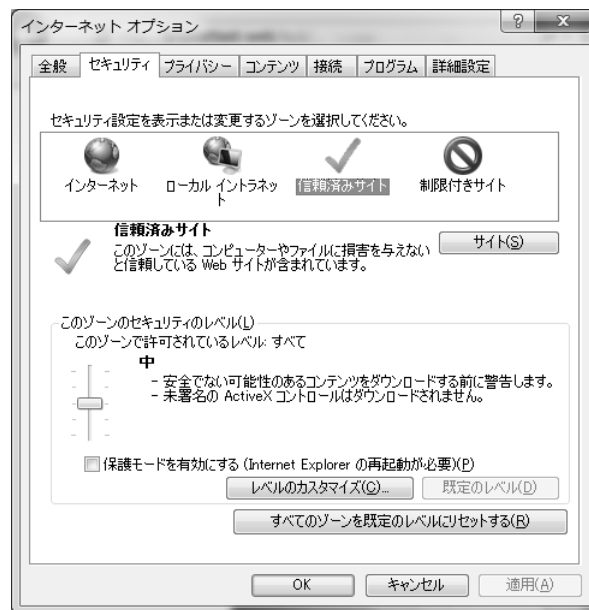 インターネット オプション
全般 セキュリティ プライバシー コンテンツ 接続 プログラム 詳細設定
セキュリティ設定を表示または変更するゾーンを選択してください。
インターネット ローカル イントラネット 信頼済みサイト 制限付きサイト
信頼済みサイト
このゾーンには、コンピューターやファイルに損害を与えない
と信頼している Web サイトが含まれています。
サイト(S)
このゾーンのセキュリティのレベル(L)
このゾーンで許可されているレベル: すべて
中
- 安全でない可能性のあるコンテンツをダウンロードする前に警告します。
- 未署名の ActiveX コントロールはダウンロードされません。
保護モードを有効にする (Internet Explorer の再起動が必要)(P)
レベルのカスタマイズ(C)... 既定のレベル(D)
すべてのゾーンを既定のレベルにリセットする(R)
OK キャンセル 適用(A)